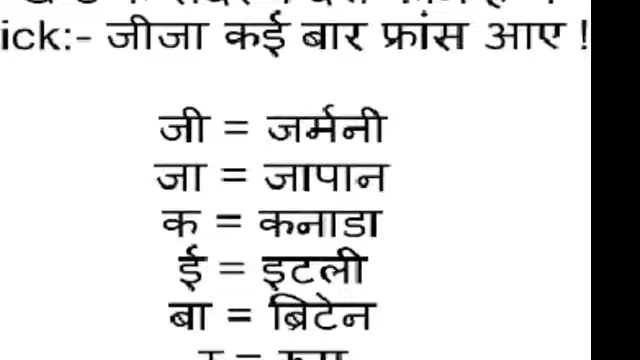 ick:- जीजा कई बार फ्रांस आए !
जी = जर्मनी
जा = जापान
क = कनाडा
ई = इटली
बा = ब्रिटेन